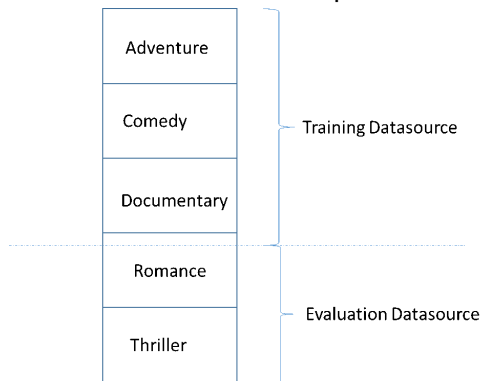 Adventure
Comedy
Training Datasource
Documentary
Romance
Evaluation Datasource
Thriller